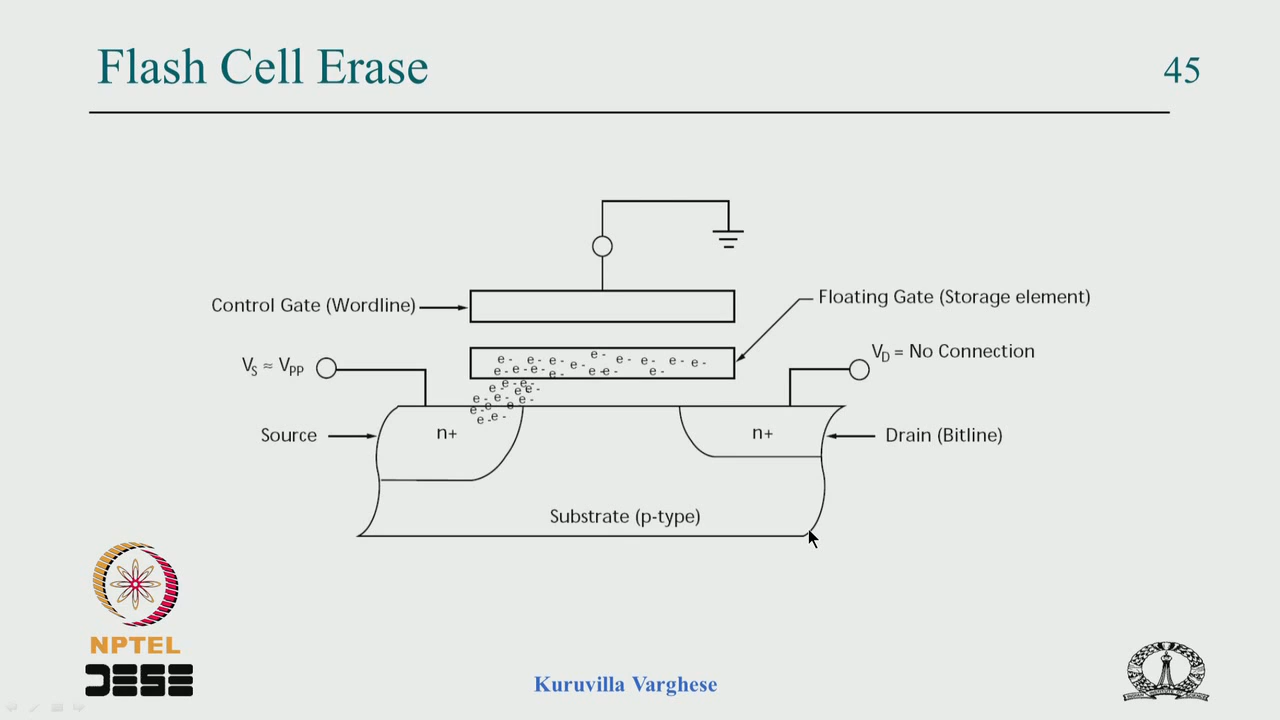 Flash Cell Erase
45
Control Gate (Wordline)
Floating Gate (Storage element)
VS ≈ VPP
VD = No Connection
e - e - e - e - e - e - e - e - e -
e - e - e - e - e - e - e - e -
e - e -
e - e - e -
e - e - e -
e - e - e -
e - e -
n+
n+
Source
Drain (Bitline)
Substrate (p-type)
NPTEL
DESE
Kuruvilla Varghese